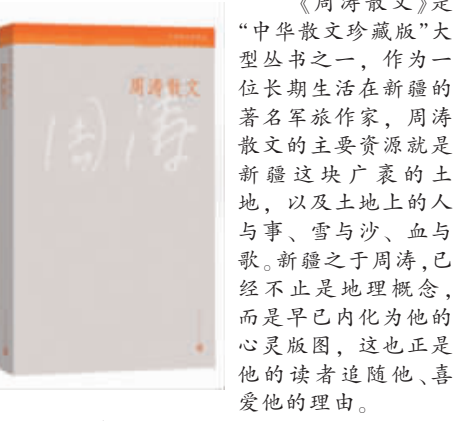 周涛散文
周涛
《周涛散文》是
“中华散文珍藏版”大
型丛书之一，作为一
位长期生活在新疆的
著名军旅作家，周涛
散文的主要资源就是
新疆这块广袤的土
地，以及土地上的人
与事、雪与沙、血与
歌。新疆之于周涛，已
经不止是地理概念，
而是早已内化为他的
心灵版图，这也正是
他的读者追随他、喜
爱他的理由。